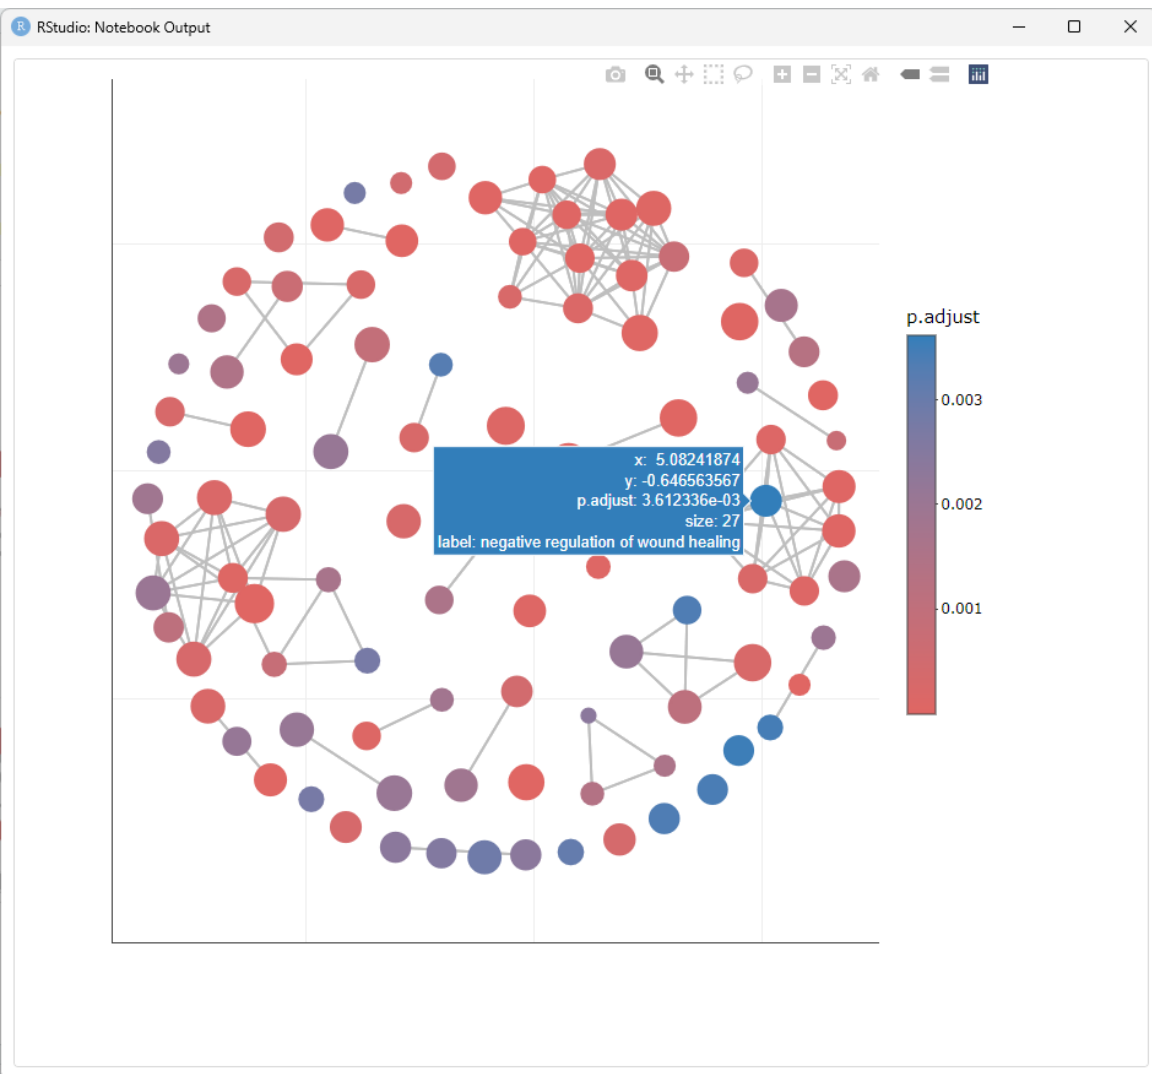 R RStudio: Notebook Output
p.adjust
0.003
0.002
0.001
x: 5.08241874
y: -0.646563567
p.adjust: 3.612336e-03
size: 27
label: negative regulation of wound healing